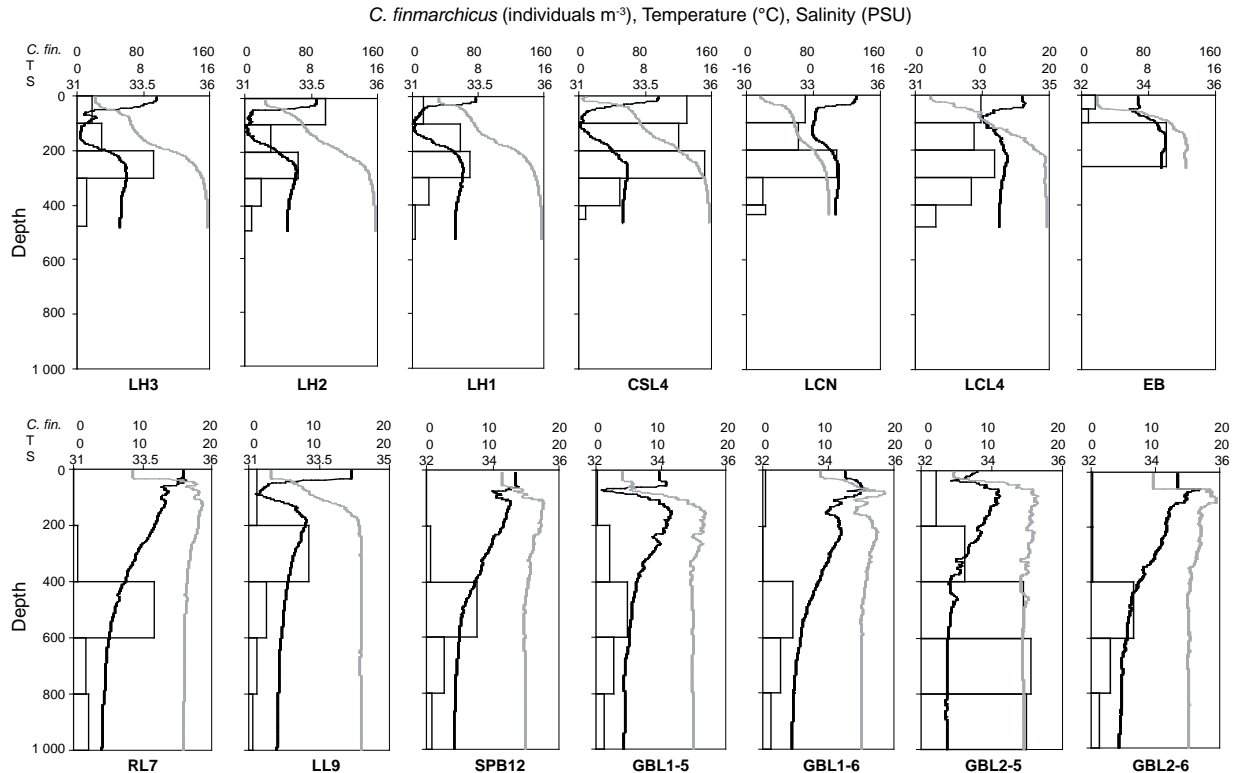 C. finmarchicus (individuals m-3), Temperature (°C), Salinity (PSU)
C. fin. 0 80 160 0 80 160 0 80 160 0 80 160 0 80 160 0 10 20 0 80 160
T 0 8 16 0 8 16 0 8 16 0 8 16 -16 0 16 -20 0 20 0 8 16
S 31 33.5 36 31 33.5 36 31 33.5 36 31 33.5 36 30 33 36 31 33 35 32 34 36
0
200
400
600
800
1 000
Depth
LH3 LH2 LH1 CSL4 LCN LCL4 EB
C. fin. 0 10 20 0 10 20 0 10 20 0 10 20 0 10 20 0 10 20 0 10 20
T 0 10 20 0 10 20 0 10 20 0 10 20 0 10 20 0 10 20 0 10 20
S 31 33.5 36 31 33.5 35 32 34 36 32 34 36 32 34 36 32 34 36 32 34 36
0
200
400
600
800
1 000
Depth
RL7 LL9 SPB12 GBL1-5 GBL1-6 GBL2-5 GBL2-6